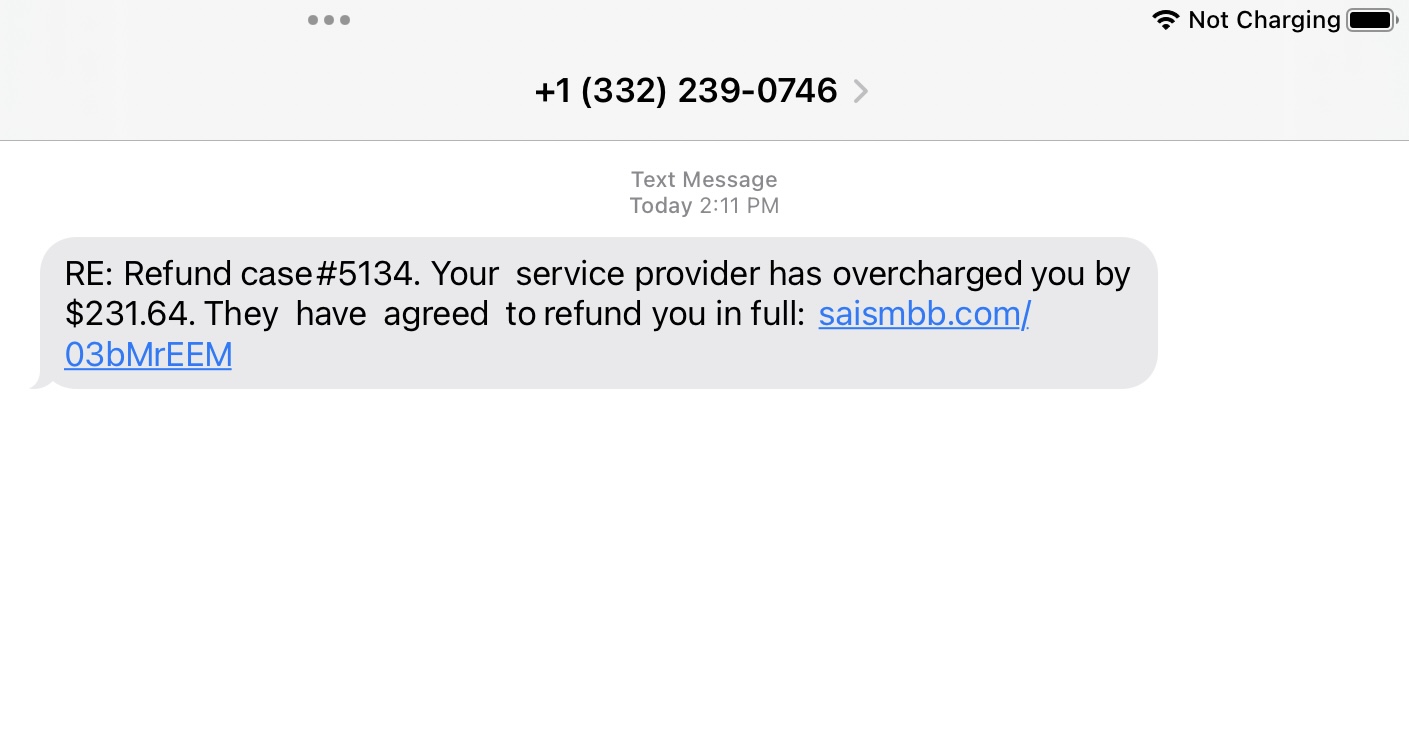 Not Charging
+1 (332) 239-0746
Text Message
Today 2:11 PM
RE: Refund case#5134. Your  service provider has overcharged you by
$231.64. They  have  agreed  to refund you in full:  saismbb.com/
03bMrEEM